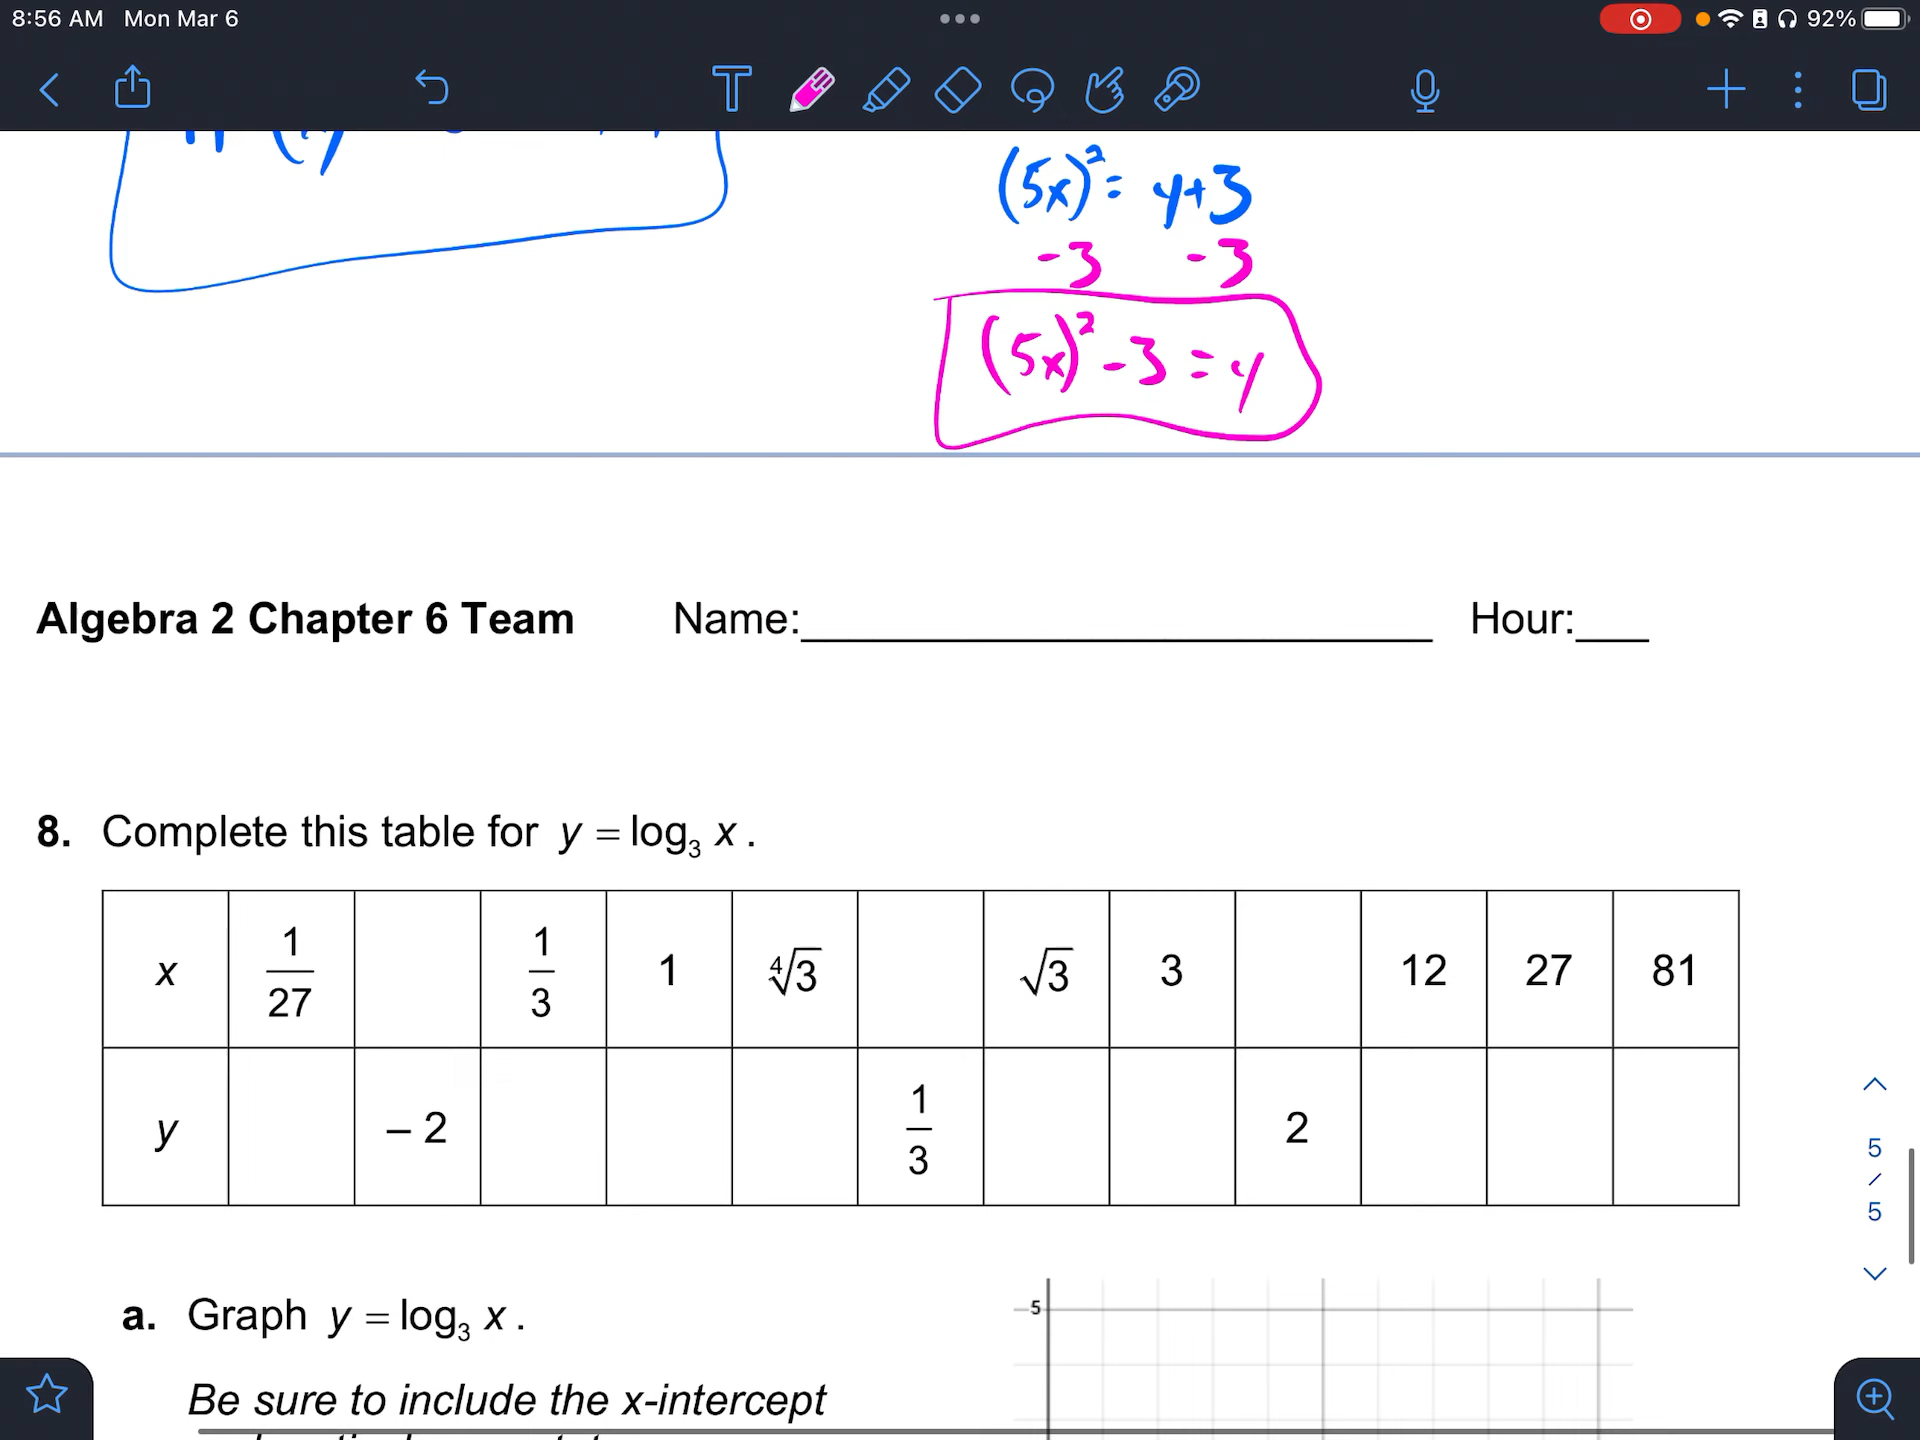 8:56 AM Mon Mar 6
92%
(5x)² = y+3
-3 -3
(5x)² - 3 = y
Algebra 2 Chapter 6 Team Name:____________________ Hour:___
8. Complete this table for y = log₃ x .
x 1/27 1/3 1 ∜3 √3 3 12 27 81
y – 2 1/3 2
5
/
5
a. Graph y = log₃ x .
-5
Be sure to include the x-intercept